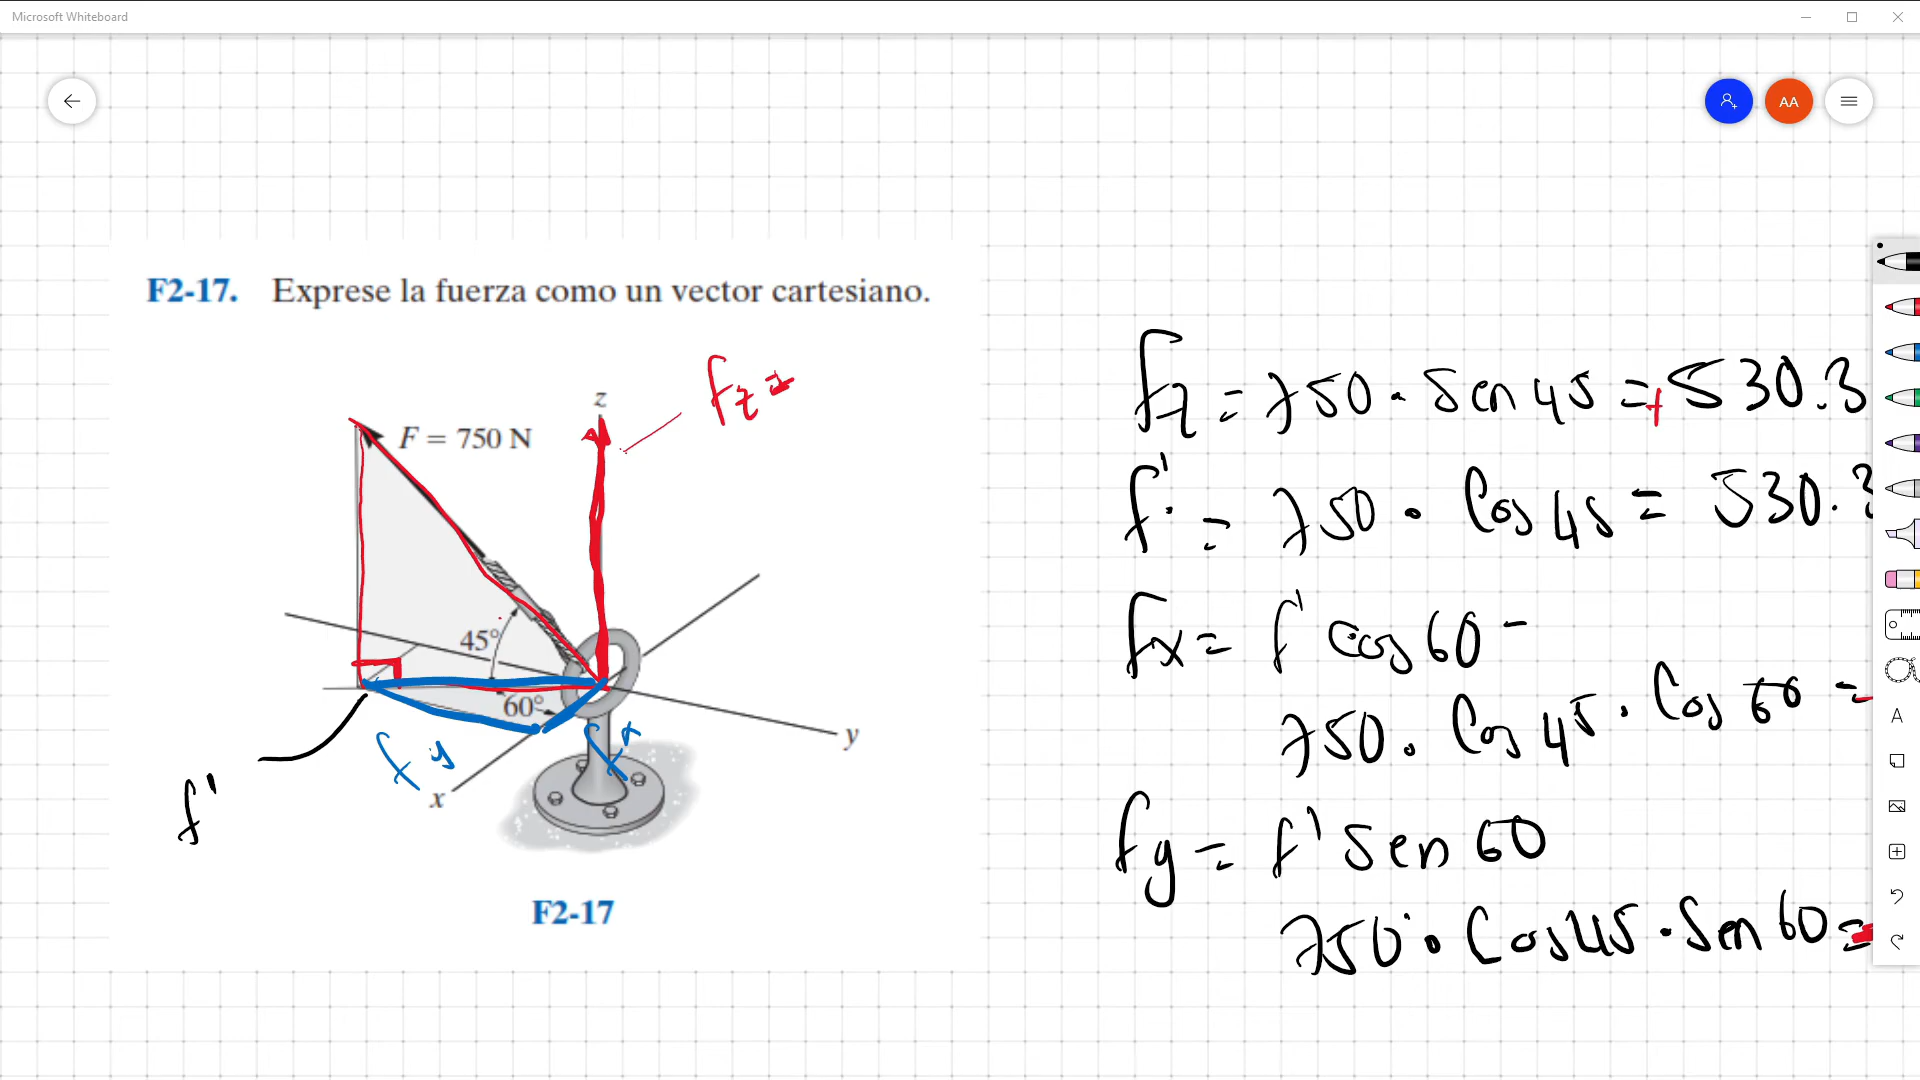 Microsoft Whiteboard
AA
F2-17. Exprese la fuerza como un vector cartesiano.
fz =
z
F = 750 N
45°
60°
y
x
fy
fx
f'
F2-17
fz = 750 · Sen 45 = +530.3
f' = 750 · Cos 45 = 530.3
fx = f' cos 60 =
750 · Cos 45 · Cos 60 =
fy = f' Sen 60
750 · Cos 45 · Sen 60 =
A